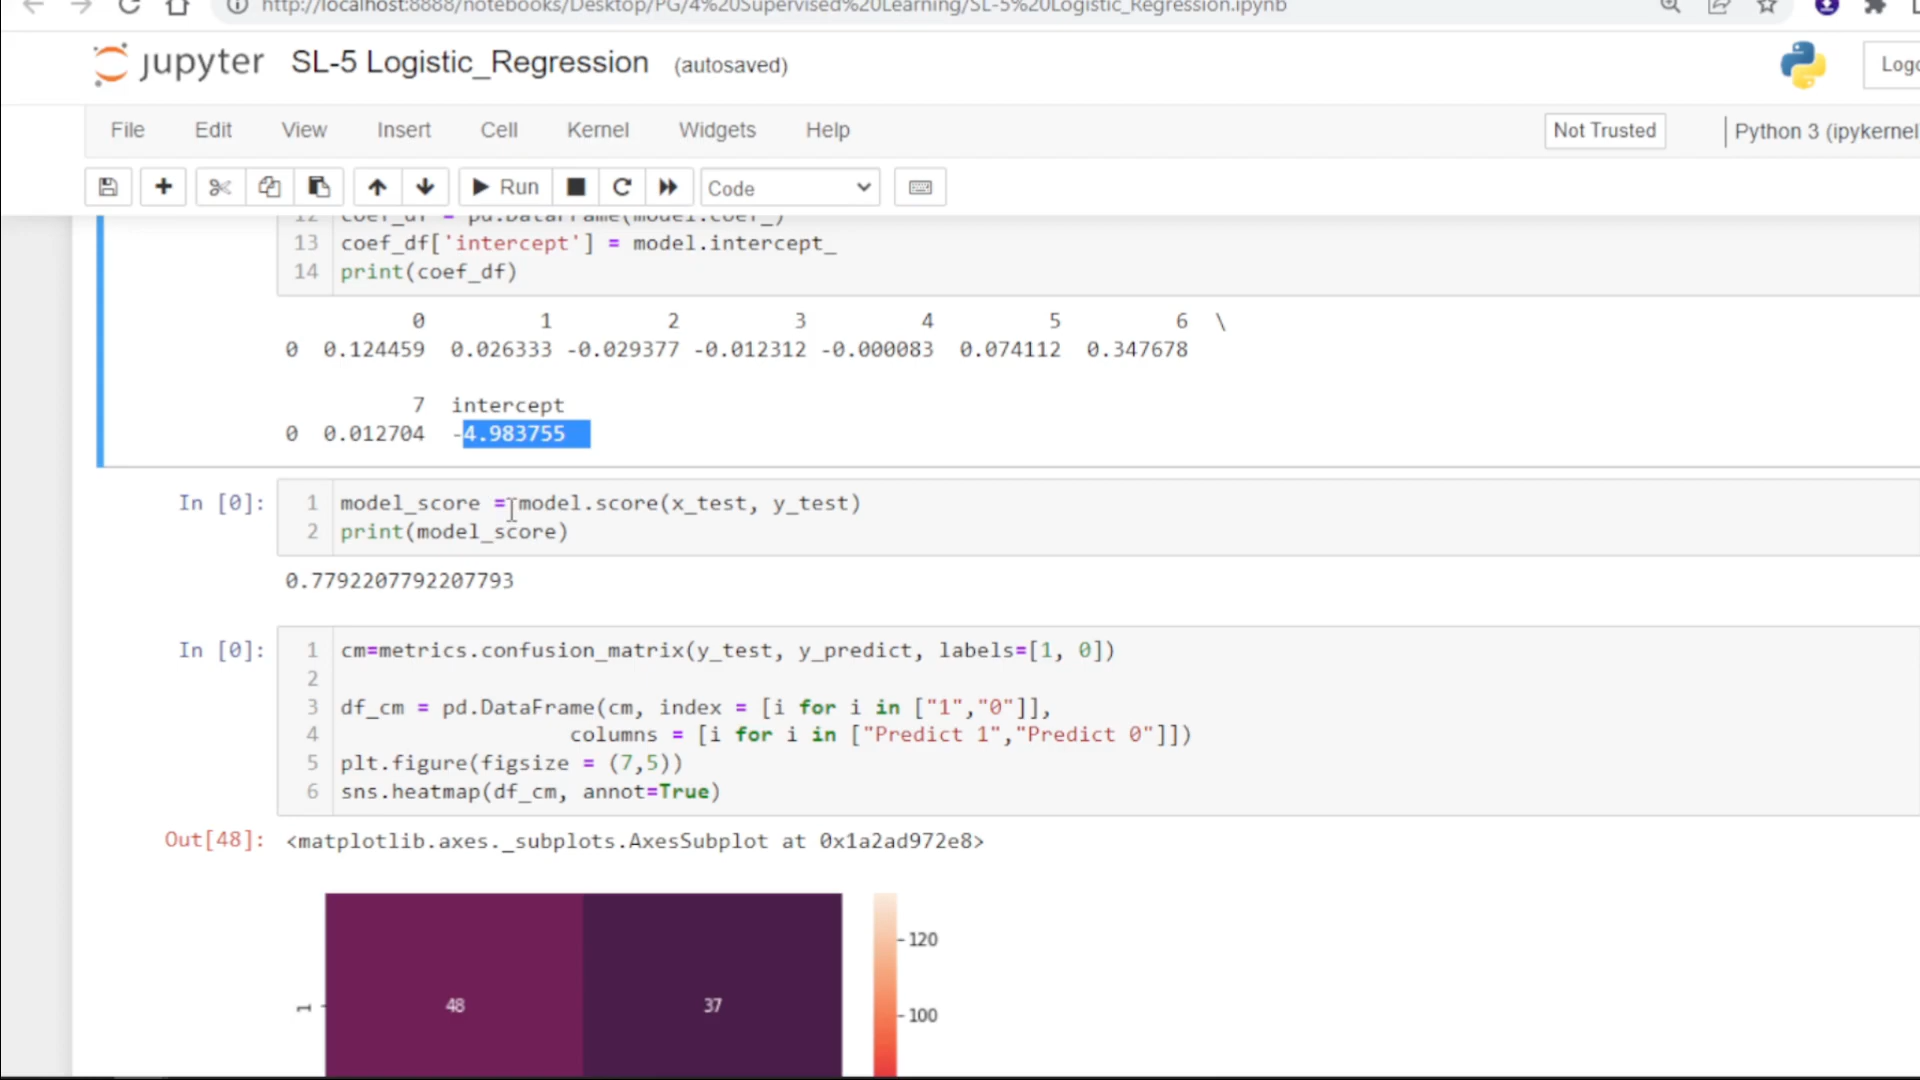 http://localhost:8888/notebooks/Desktop/PG/4%20Supervised%20Learning/SL-5%20Logistic_Regression.ipynb
jupyter SL-5 Logistic_Regression (autosaved)
File Edit View Insert Cell Kernel Widgets Help Not Trusted Python 3 (ipykernel
Run Code
12 coef_df = pd.DataFrame(model.coef_)
13 coef_df['intercept'] = model.intercept_
14 print(coef_df)
0 1 2 3 4 5 6 \
0 0.124459 0.026333 -0.029377 -0.012312 -0.000083 0.074112 0.347678
7 intercept
0 0.012704 -4.983755
In [0]: 1 model_score = model.score(x_test, y_test)
2 print(model_score)
0.7792207792207793
In [0]: 1 cm=metrics.confusion_matrix(y_test, y_predict, labels=[1, 0])
2
3 df_cm = pd.DataFrame(cm, index = [i for i in ["1","0"]],
4 columns = [i for i in ["Predict 1","Predict 0"]])
5 plt.figure(figsize = (7,5))
6 sns.heatmap(df_cm, annot=True)
Out[48]: <matplotlib.axes._subplots.AxesSubplot at 0x1a2ad972e8>
120
1 48 37
100